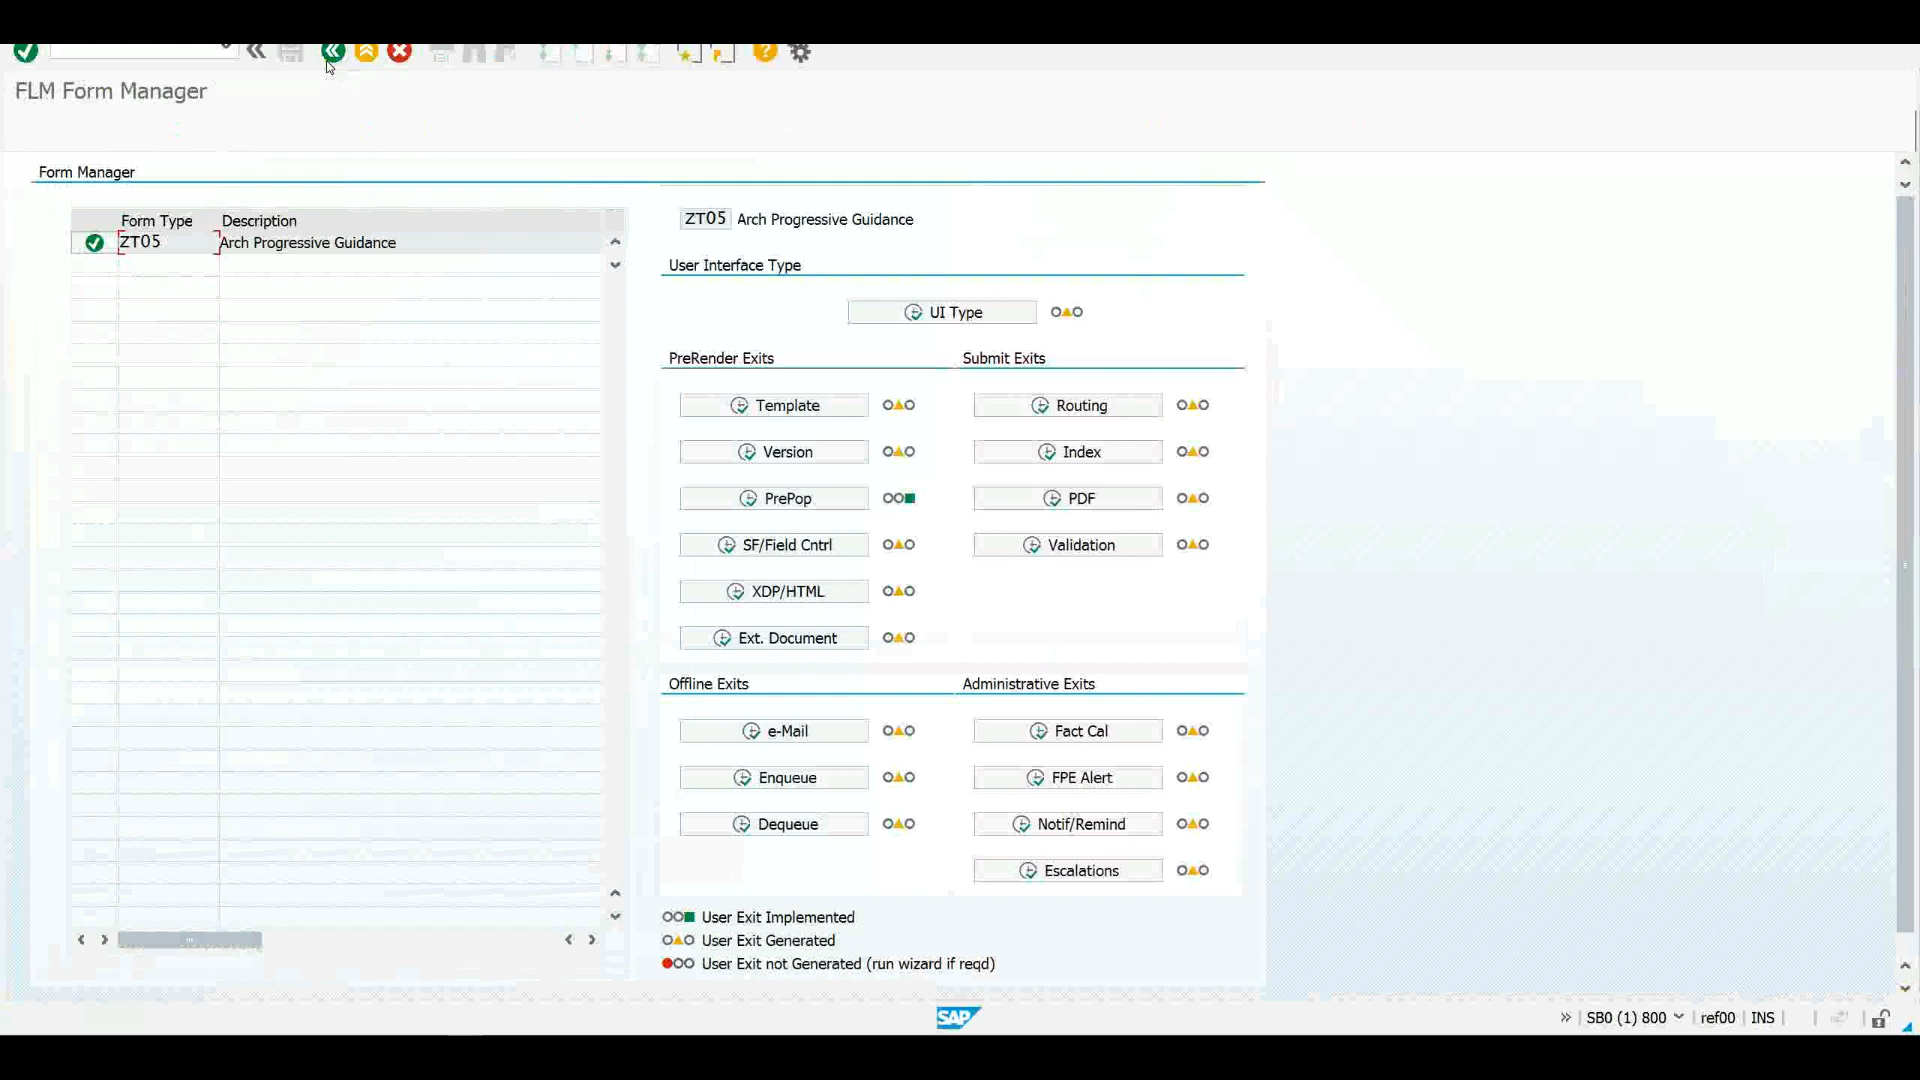 FLM Form Manager
Form Manager
Form Type Description
ZT05 Arch Progressive Guidance
ZT05 Arch Progressive Guidance
User Interface Type
UI Type
PreRender Exits Submit Exits
Template Routing
Version Index
PrePop PDF
SF/Field Cntrl Validation
XDP/HTML
Ext. Document
Offline Exits Administrative Exits
e-Mail Fact Cal
Enqueue FPE Alert
Dequeue Notif/Remind
Escalations
User Exit Implemented
User Exit Generated
User Exit not Generated (run wizard if reqd)
SAP
SB0 (1) 800 ref00 INS